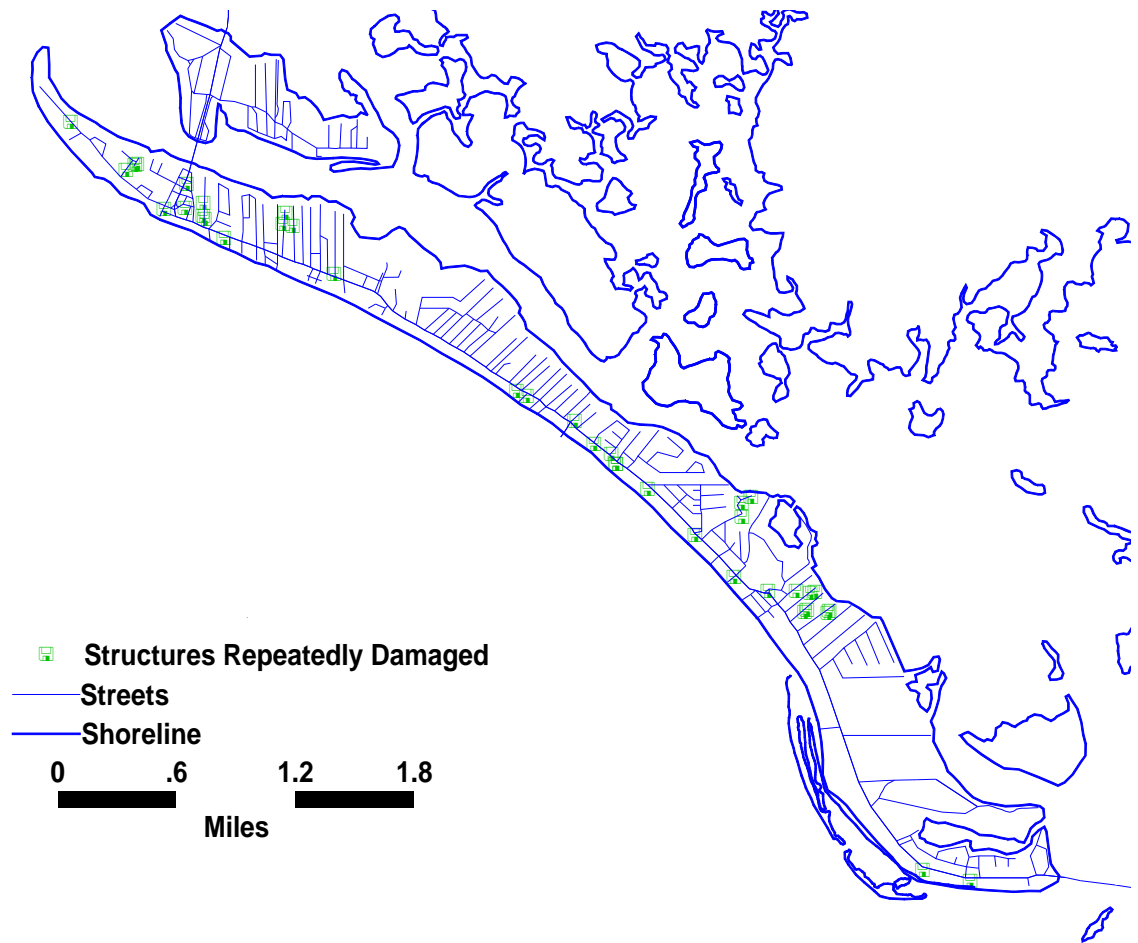 Structures Repeatedly Damaged
Streets
Shoreline
0 .6 1.2 1.8
Miles